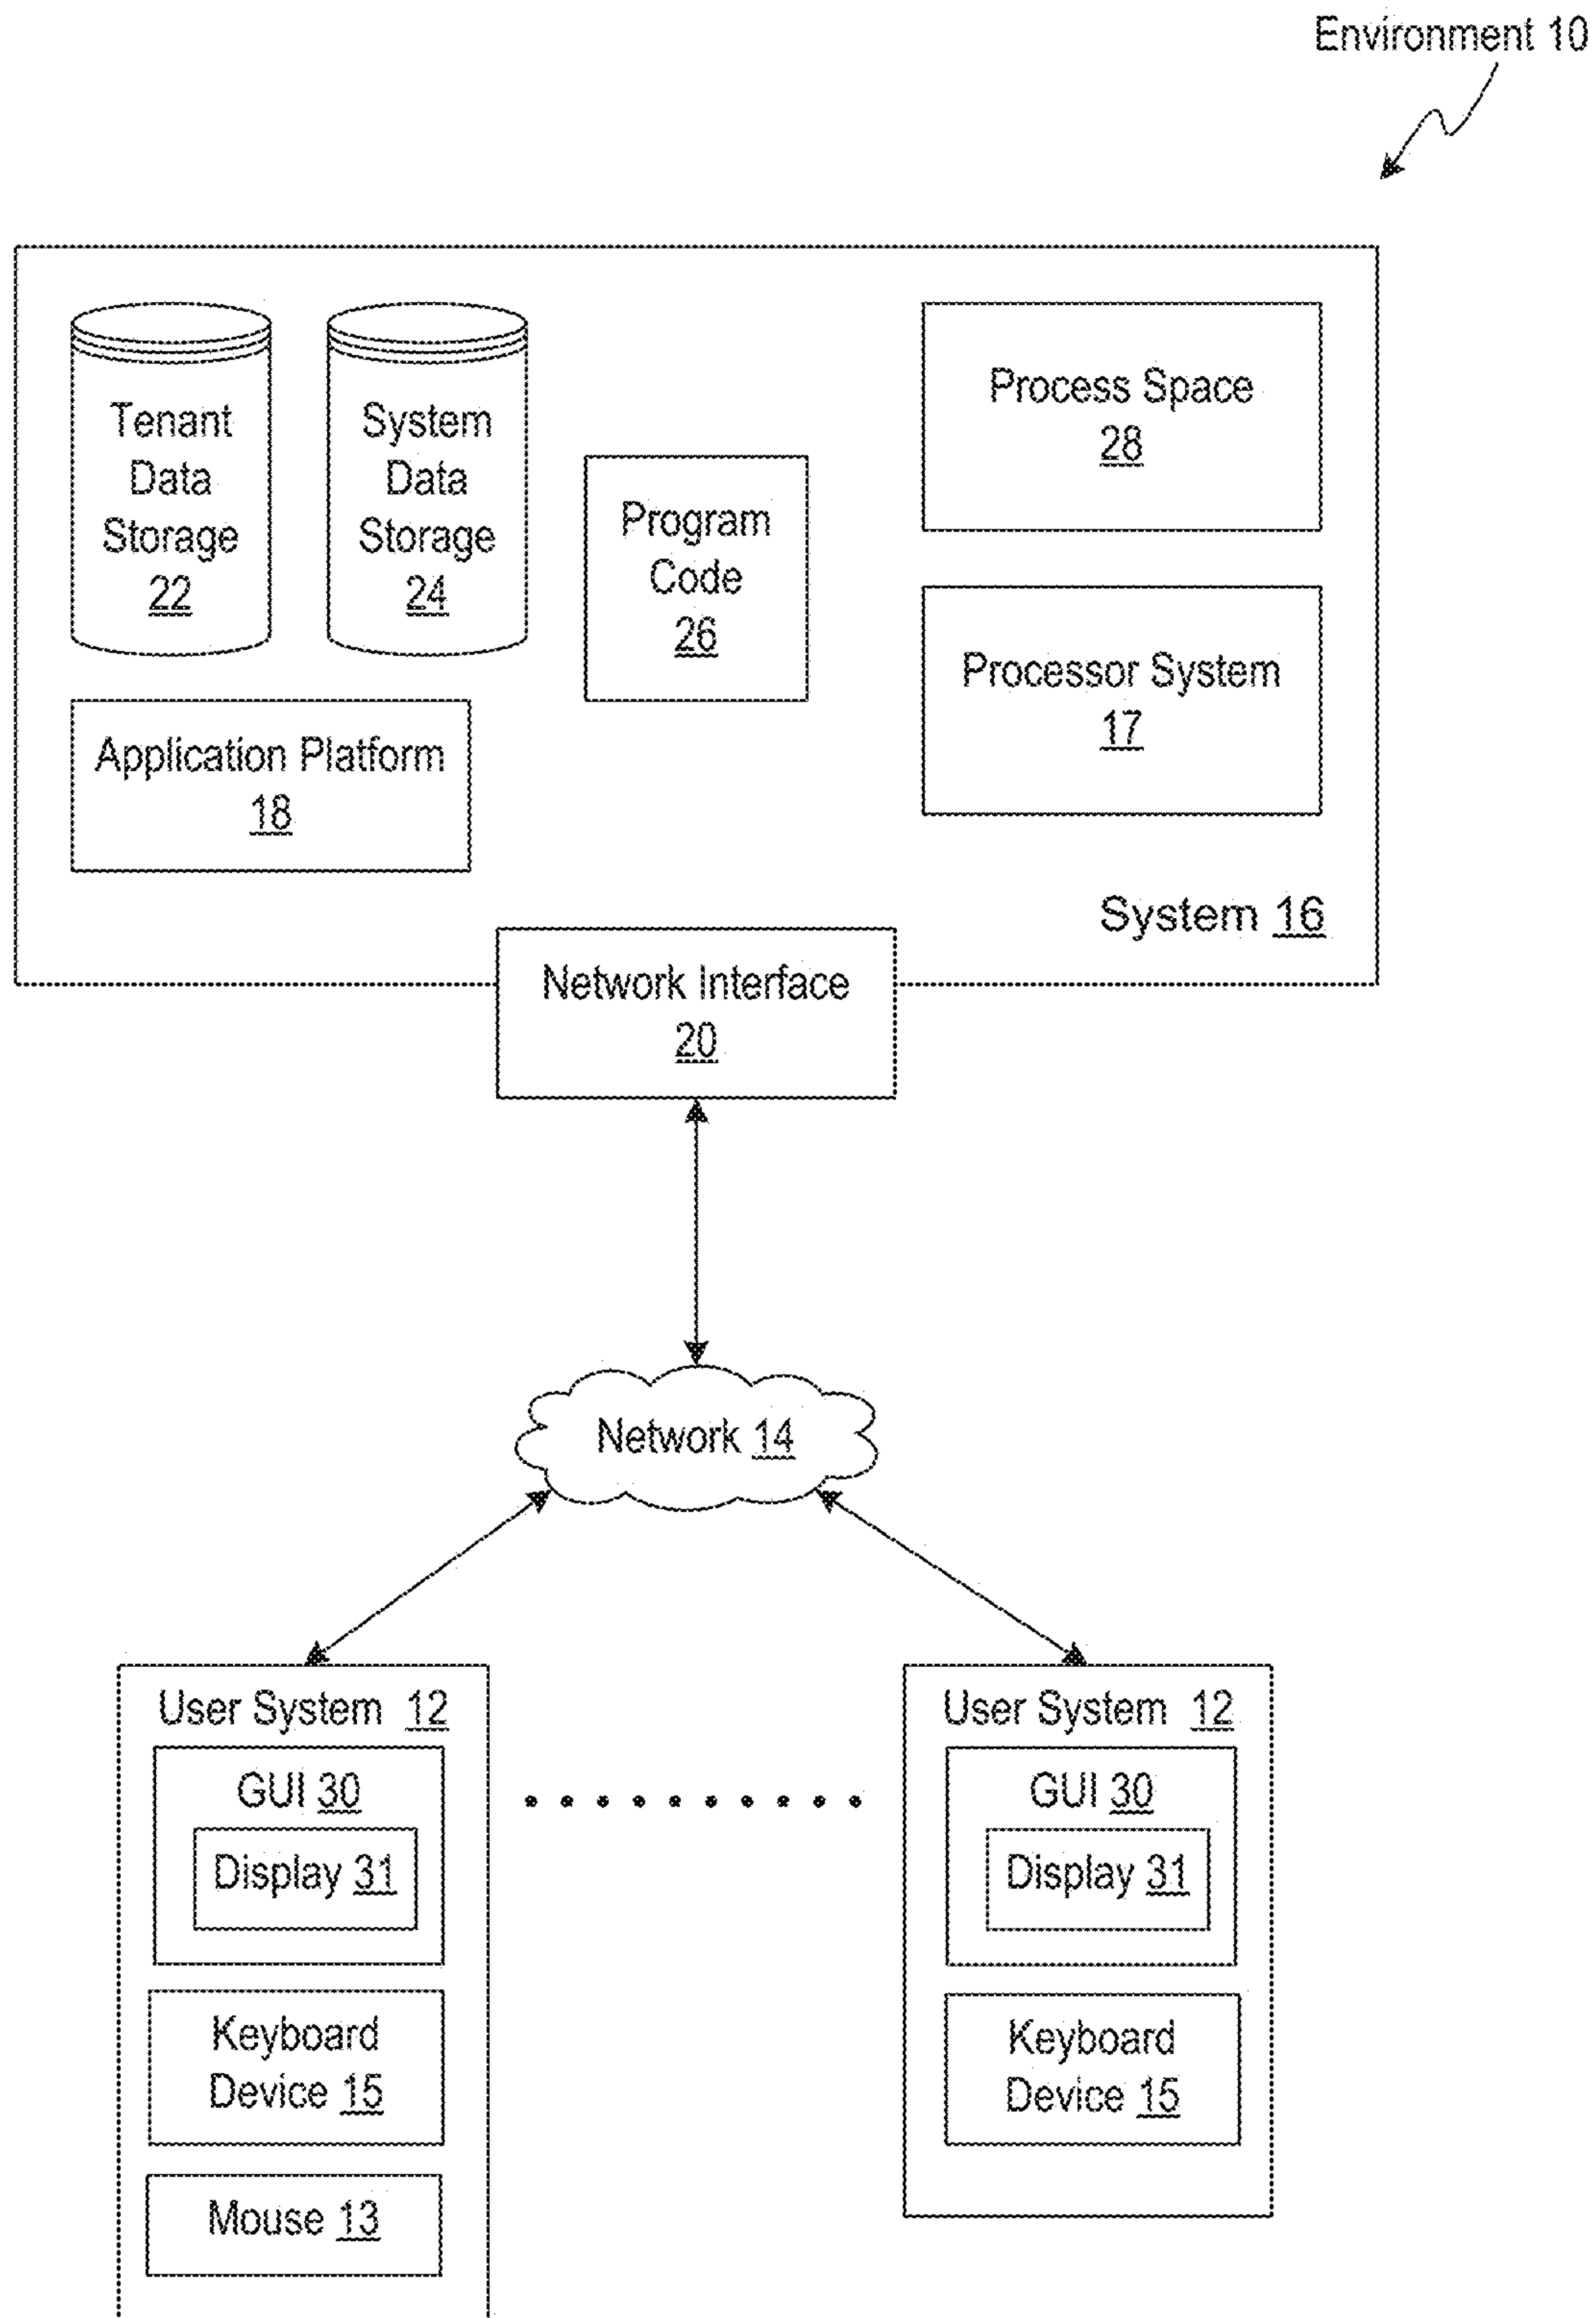 Environment 10
Tenant
Data
Storage
22
System
Data
Storage
24
Program
Code
26
Process Space
28
Processor System
17
Application Platform
18
System 16
Network Interface
20
Network 14
User System 12
GUI 30
Display 31
Keyboard
Device 15
Mouse 13
User System 12
GUI 30
Display 31
Keyboard
Device 15